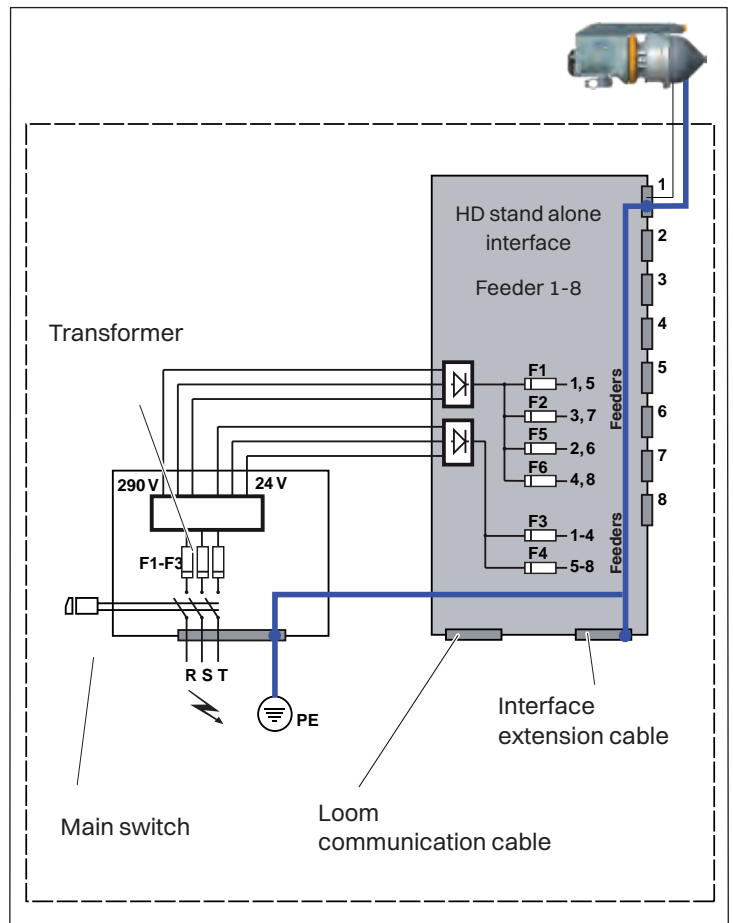 HD stand alone
interface
Feeder 1-8
1
2
3
4
5
6
7
8
Transformer
F1
1, 5
F2
3, 7
F5
2, 6
F6
4, 8
Feeders
F3
1-4
F4
5-8
Feeders
290 V
24 V
F1-F3
R S T
PE
Main switch
Loom
communication cable
Interface
extension cable